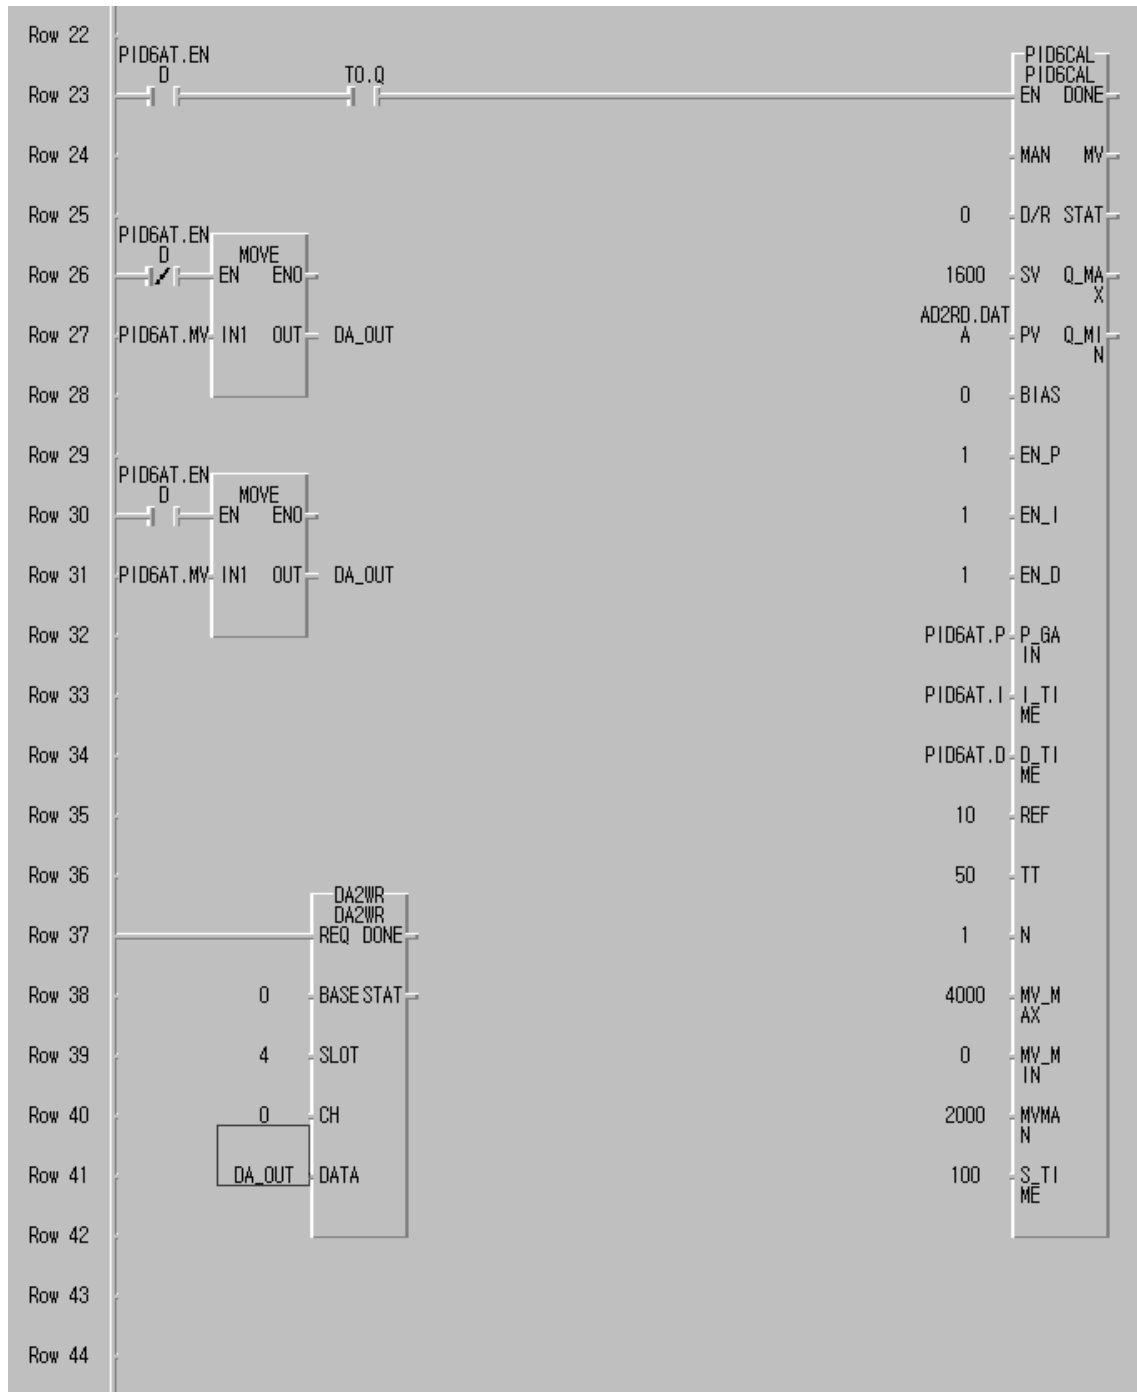 Row 22
PID6AT.EN
D
T0.Q
PID6CAL
PID6CAL
Row 23
EN DONE
Row 24
MAN MV
Row 25
0
D/R STAT
PID6AT.EN
D
MOVE
Row 26
EN ENO
1600
SV Q_MA
X
Row 27
PID6AT.MV
IN1 OUT
DA_OUT
AD2RD.DAT
A
PV Q_MI
N
Row 28
0
BIAS
Row 29
1
EN_P
PID6AT.EN
D
MOVE
Row 30
EN ENO
1
EN_I
Row 31
PID6AT.MV
IN1 OUT
DA_OUT
1
EN_D
Row 32
PID6AT.P
P_GA
IN
Row 33
PID6AT.I
I_TI
ME
Row 34
PID6AT.D
D_TI
ME
Row 35
10
REF
Row 36
50
TT
DA2WR
DA2WR
Row 37
REQ DONE
1
N
Row 38
0
BASE STAT
4000
MV_M
AX
Row 39
4
SLOT
0
MV_M
IN
Row 40
0
CH
2000
MVMA
N
Row 41
DA_OUT
DATA
100
S_TI
ME
Row 42
Row 43
Row 44